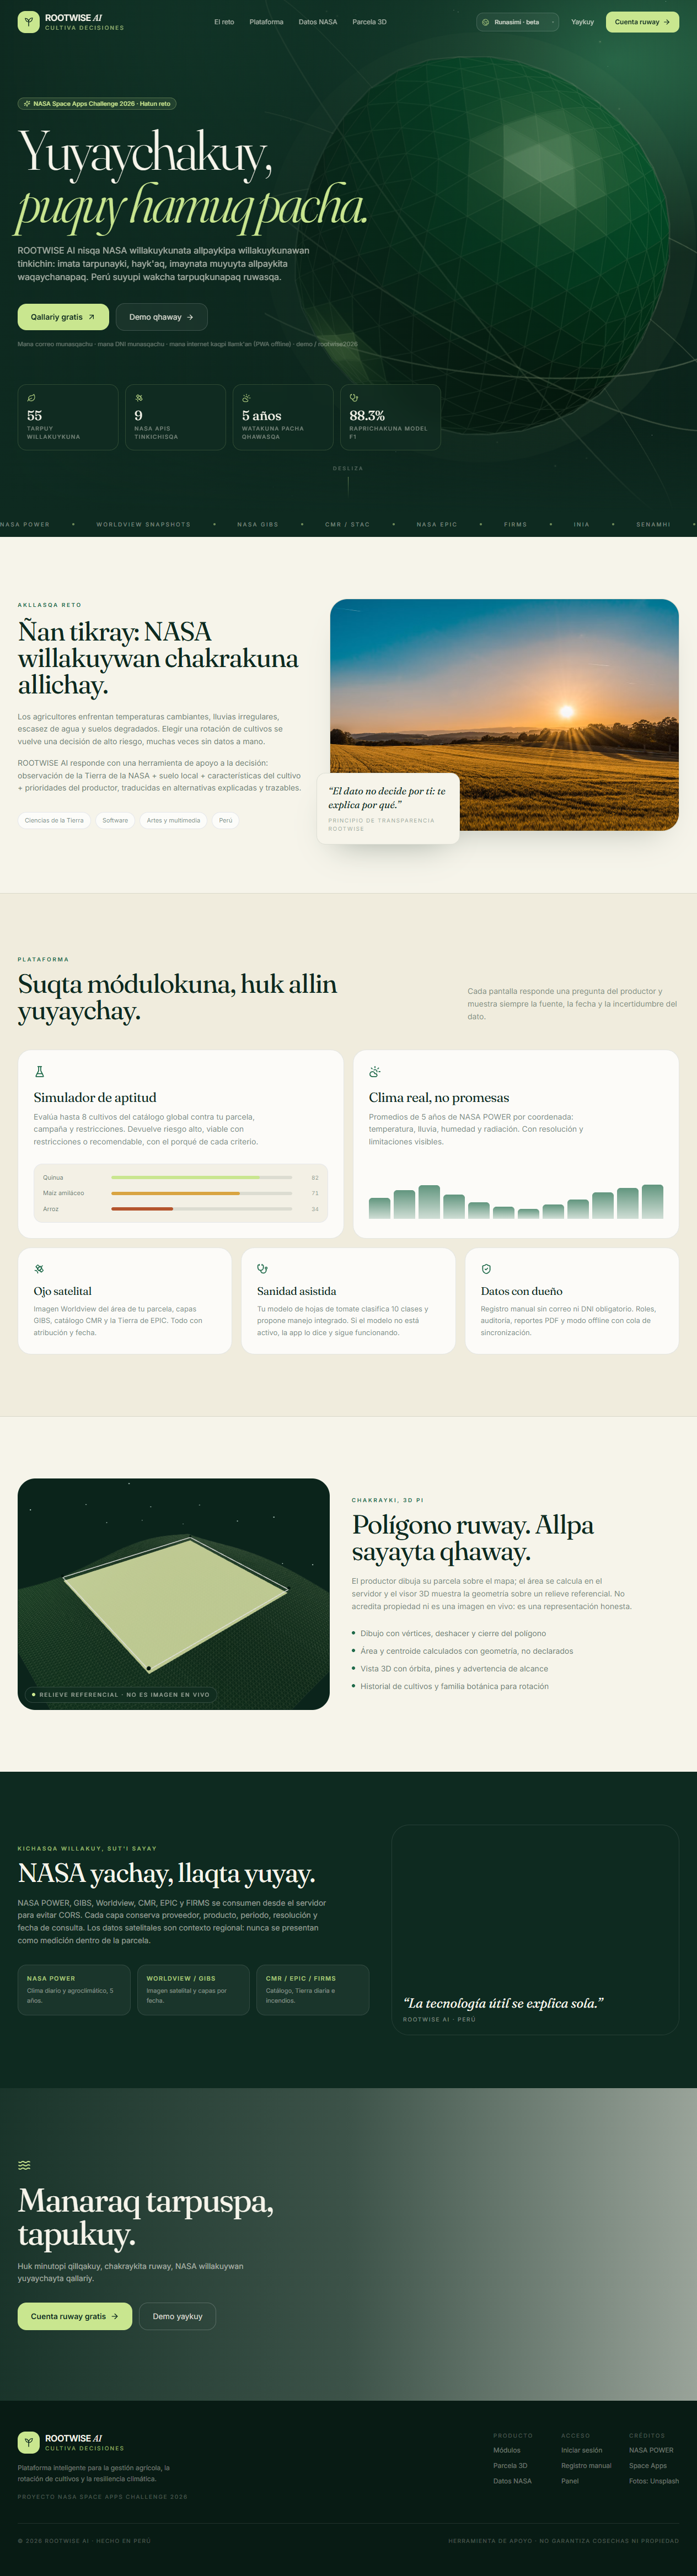 ROOTWISE AI
CULTIVA DECISIONES
El reto
Plataforma
Datos NASA
Parcela 3D
Runasimi · beta
Yaykuy
Cuenta ruway
NASA Space Apps Challenge 2026 · Hatun reto
Yuyaychakuy,
puquy hamuq pacha.
ROOTWISE AI nisqa NASA willakuykunata allpaykipa willakuykunawan
tinkichin: imata tarpunayki, hayk'aq, imaynata muyuyta allpaykita
waqaychanapaq. Perú suyupi wakcha tarpuqkunapaq ruwasqa.
Qallariy gratis
Demo qhaway
Mana correo munasqachu · mana DNI munasqachu · mana internet kaqpi llamk'an (PWA offline) · demo / rootwise2026
55
TARPUY
WILLAKUYKUNA
9
NASA APIS
TINKICHISQA
5 años
WATAKUNA PACHA
QHAWASQA
88.3%
RAPRICHAKUNA MODEL
F1
DESLIZA
NASA POWER
WORLDVIEW SNAPSHOTS
NASA GIBS
CMR / STAC
NASA EPIC
FIRMS
INIA
SENAMHI
AKLLASQA RETO
Ñan tikray: NASA
willakuywan chakrakuna
allichay.
Los agricultores enfrentan temperaturas cambiantes, lluvias irregulares,
escasez de agua y suelos degradados. Elegir una rotación de cultivos se
vuelve una decisión de alto riesgo, muchas veces sin datos a mano.
ROOTWISE AI responde con una herramienta de apoyo a la decisión:
observación de la Tierra de la NASA + suelo local + características del cultivo
+ prioridades del productor, traducidas en alternativas explicadas y trazables.
Ciencias de la Tierra
Software
Artes y multimedia
Perú
“El dato no decide por ti: te
explica por qué.”
PRINCIPIO DE TRANSPARENCIA
ROOTWISE
PLATAFORMA
Suqta módulokuna, huk allin
yuyaychay.
Cada pantalla responde una pregunta del productor y
muestra siempre la fuente, la fecha y la incertidumbre del
dato.
Simulador de aptitud
Evalúa hasta 8 cultivos del catálogo global contra tu parcela,
campaña y restricciones. Devuelve riesgo alto, viable con
restricciones o recomendable, con el porqué de cada criterio.
Quinua
82
Maíz amiláceo
71
Arroz
34
Clima real, no promesas
Promedios de 5 años de NASA POWER por coordenada:
temperatura, lluvia, humedad y radiación. Con resolución y
limitaciones visibles.
Ojo satelital
Imagen Worldview del área de tu parcela, capas
GIBS, catálogo CMR y la Tierra de EPIC. Todo con
atribución y fecha.
Sanidad asistida
Tu modelo de hojas de tomate clasifica 10 clases y
propone manejo integrado. Si el modelo no está
activo, la app lo dice y sigue funcionando.
Datos con dueño
Registro manual sin correo ni DNI obligatorio. Roles,
auditoría, reportes PDF y modo offline con cola de
sincronización.
RELIEVE REFERENCIAL · NO ES IMAGEN EN VIVO
CHAKRAYKI, 3D PI
Polígono ruway. Allpa
sayayta qhaway.
El productor dibuja su parcela sobre el mapa; el área se calcula en el
servidor y el visor 3D muestra la geometría sobre un relieve referencial. No
acredita propiedad ni es una imagen en vivo: es una representación honesta.
Dibujo con vértices, deshacer y cierre del polígono
Área y centroide calculados con geometría, no declarados
Vista 3D con órbita, pines y advertencia de alcance
Historial de cultivos y familia botánica para rotación
KICHASQA WILLAKUY, SUT'I SAYAY
NASA yachay, llaqta yuyay.
NASA POWER, GIBS, Worldview, CMR, EPIC y FIRMS se consumen desde el servidor
para evitar CORS. Cada capa conserva proveedor, producto, periodo, resolución y
fecha de consulta. Los datos satelitales son contexto regional: nunca se presentan
como medición dentro de la parcela.
NASA POWER
Clima diario y agroclimático, 5
años.
WORLDVIEW / GIBS
Imagen satelital y capas por
fecha.
CMR / EPIC / FIRMS
Catálogo, Tierra diaria e
incendios.
“La tecnología útil se explica sola.”
ROOTWISE AI · PERÚ
Manaraq tarpuspa,
tapukuy.
Huk minutopi qillqakuy, chakraykita ruway, NASA willakuywan
yuyaychayta qallariy.
Cuenta ruway gratis
Demo yaykuy
ROOTWISE AI
CULTIVA DECISIONES
Plataforma inteligente para la gestión agrícola, la
rotación de cultivos y la resiliencia climática.
PROYECTO NASA SPACE APPS CHALLENGE 2026
PRODUCTO
Módulos
Parcela 3D
Datos NASA
ACCESO
Iniciar sesión
Registro manual
Panel
CRÉDITOS
NASA POWER
Space Apps
Fotos: Unsplash
© 2026 ROOTWISE AI · HECHO EN PERÚ
HERRAMIENTA DE APOYO · NO GARANTIZA COSECHAS NI PROPIEDAD